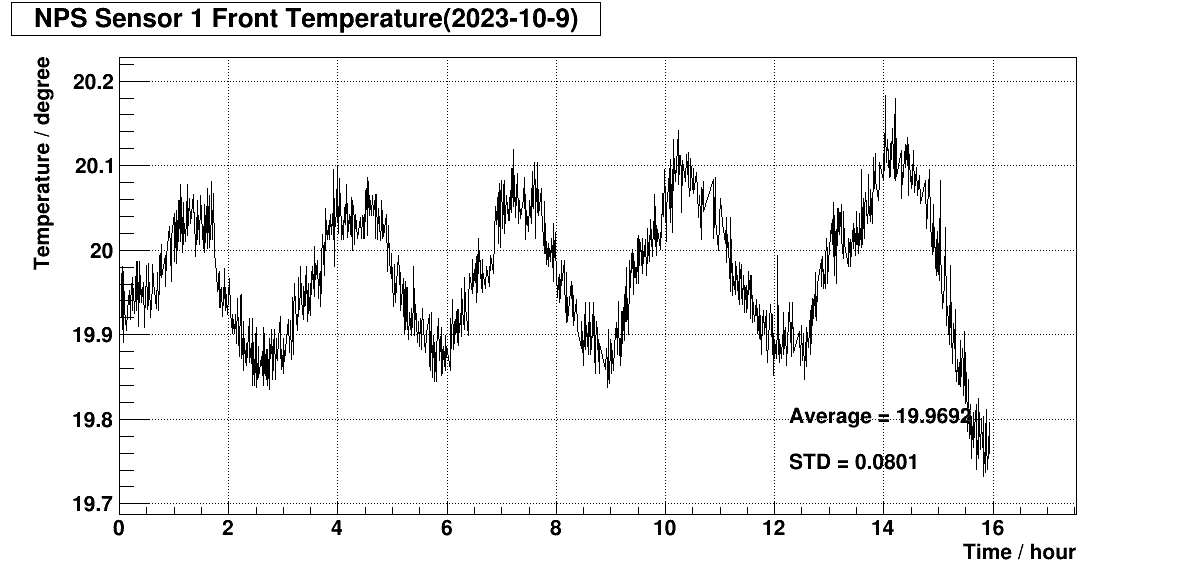 NPS Sensor 1 Front Temperature(2023-10-9)
Temperature / degree
20.2
20.1
20
19.9
19.8
19.7
Average = 19.9692
STD = 0.0801
0 2 4 6 8 10 12 14 16
Time / hour